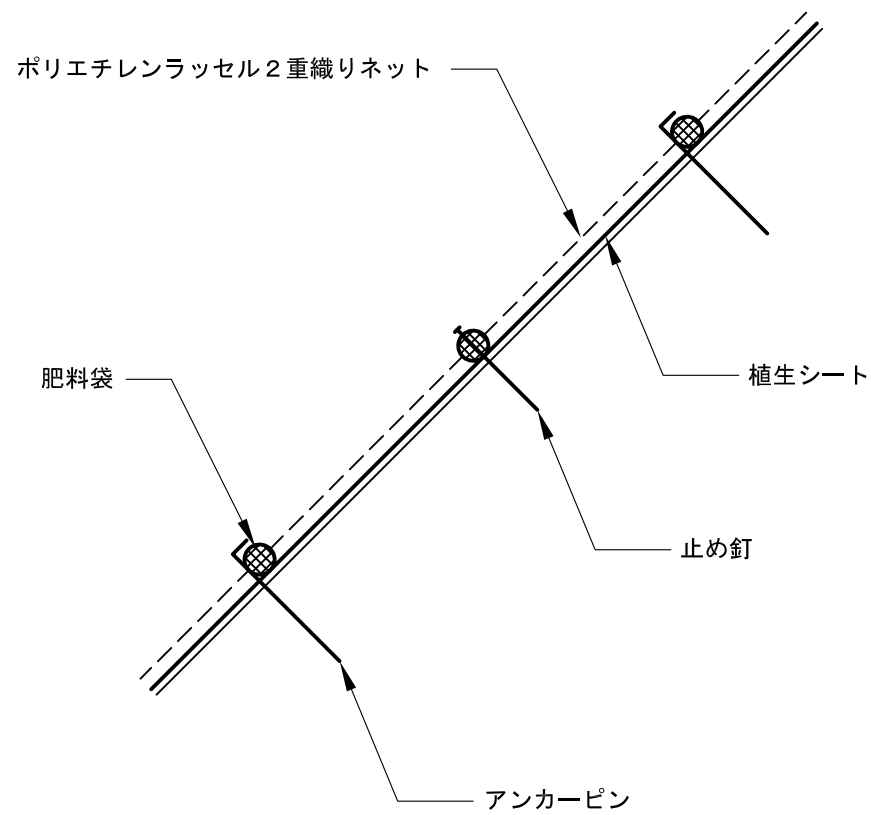 ポリエチレンラッセル２重織りネット
植生シート
肥料袋
止め釘
アンカーピン